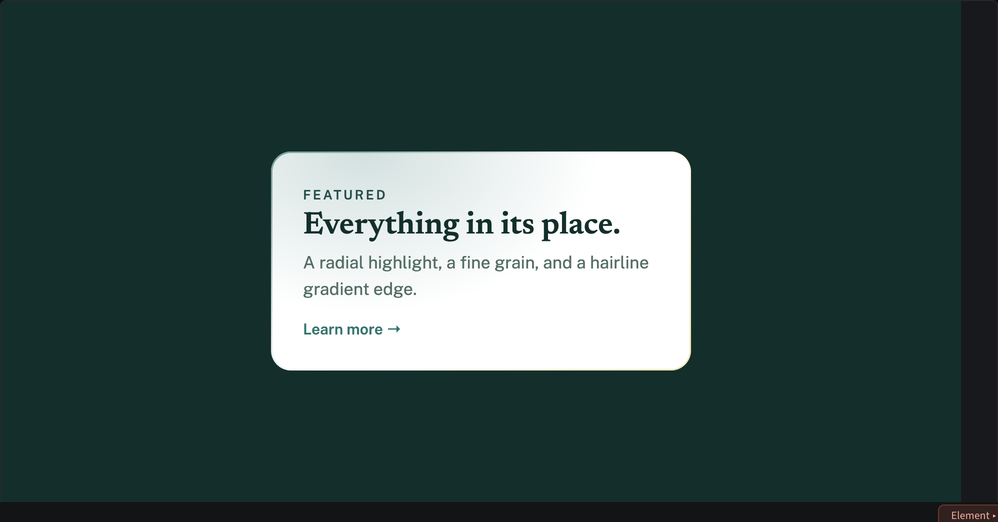 FEATURED
Everything in its place.
A radial highlight, a fine grain, and a hairline
gradient edge.
Learn more →
Element ▸